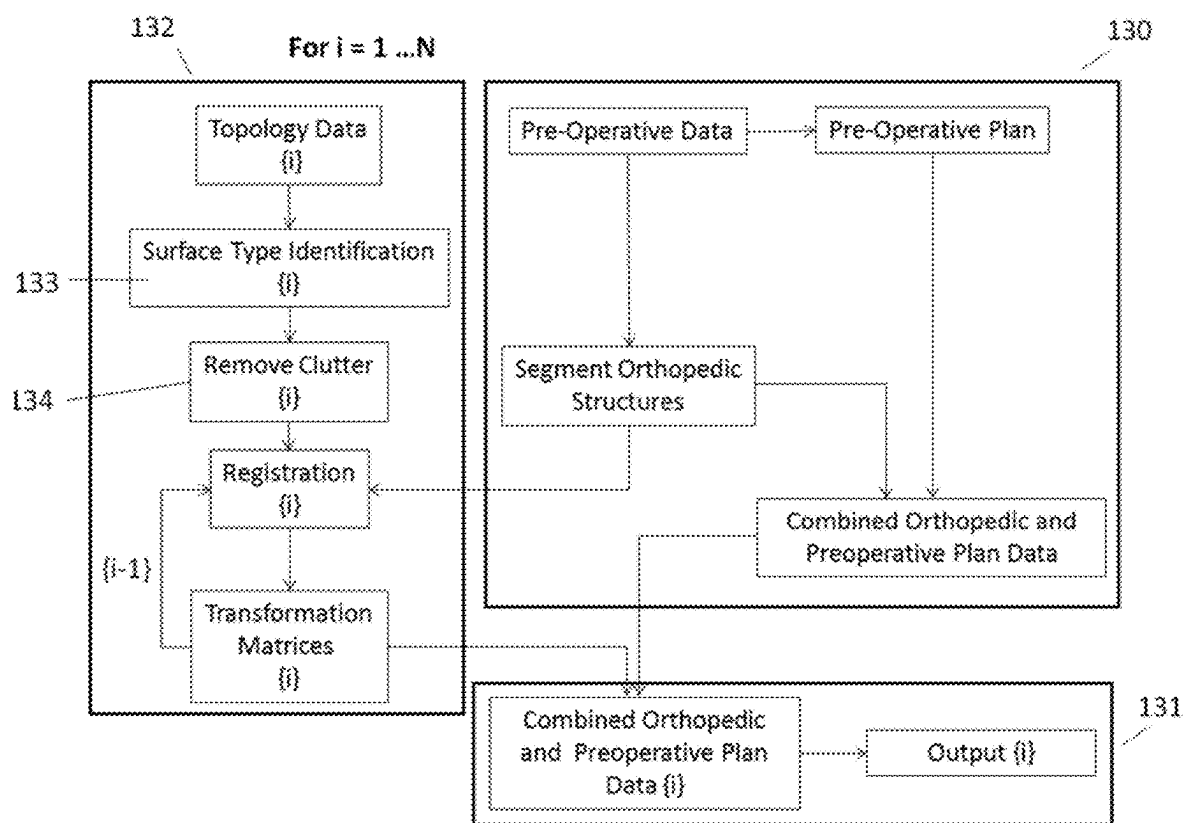 132
For i = 1 ...N
130
Topology Data
{i}
Surface Type Identification
{i}
133
Remove Clutter
{i}
134
Registration
{i}
{i-1}
Transformation
Matrices
{i}
Pre-Operative Data
Pre-Operative Plan
Segment Orthopedic
Structures
Combined Orthopedic and
Preoperative Plan Data
Combined Orthopedic
and Preoperative Plan
Data {i}
Output {i}
131